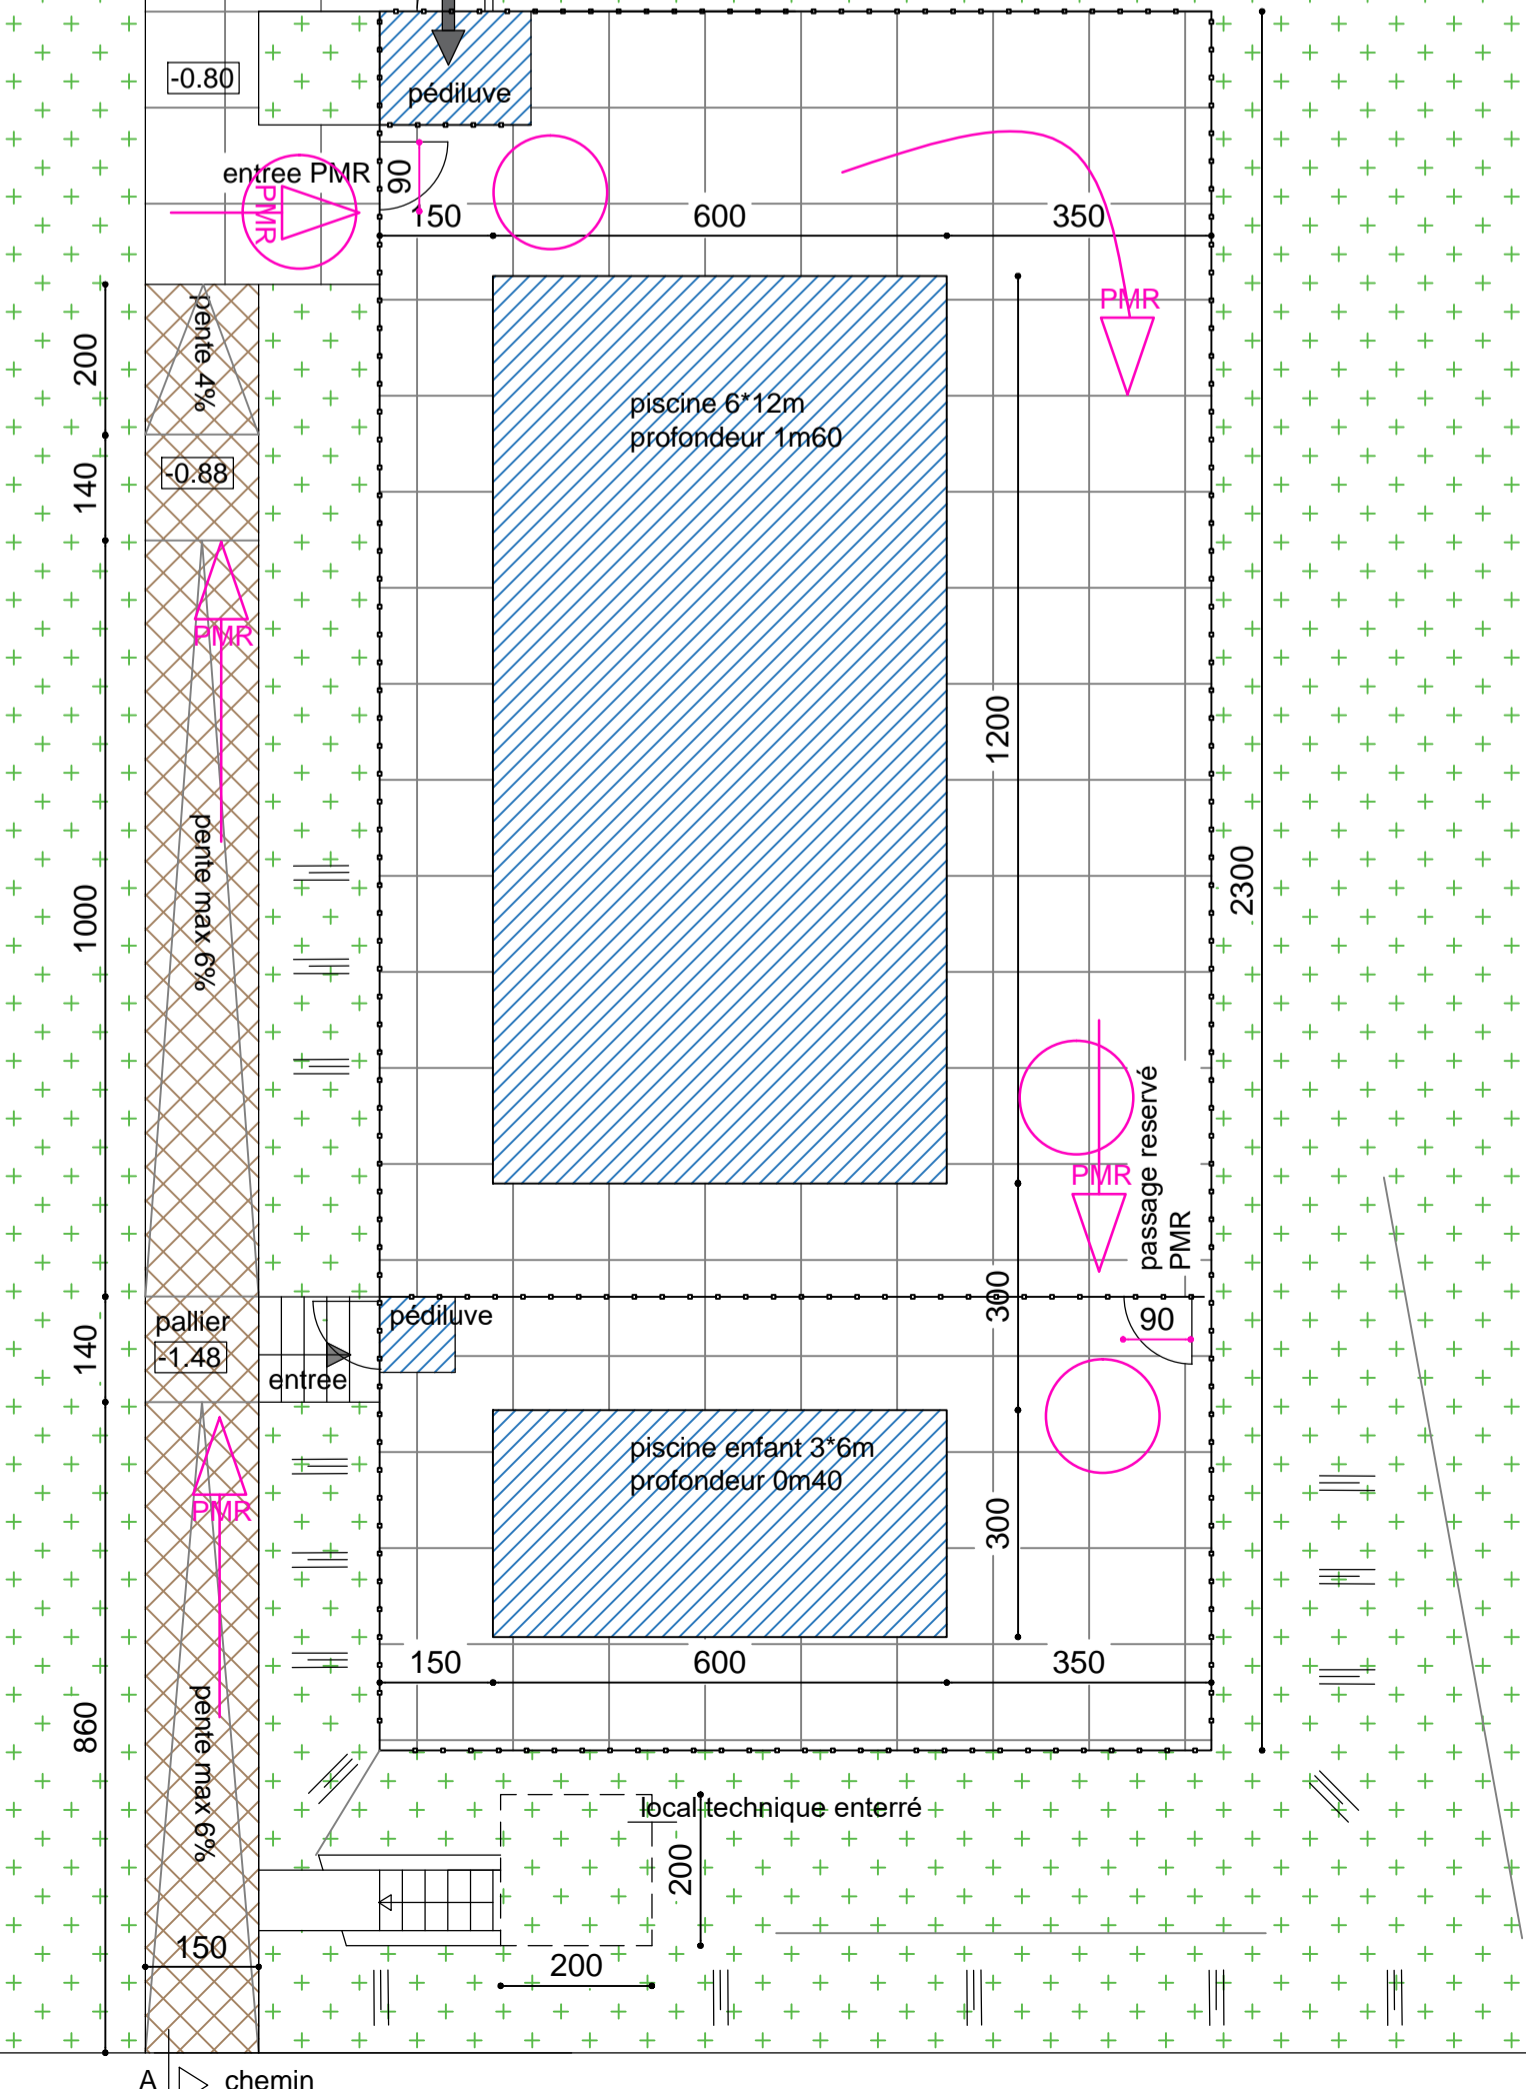 -0.80
pédiluve
entree PMR
PMR
90
150
600
350
PMR
pente 4%
200
piscine 6*12m
profondeur 1m60
-0.88
140
PMR
1200
pente max 6%
1000
2300
passage reservé
PMR
PMR
300
pallier
-1.48
140
entree
pédiluve
90
piscine enfant 3*6m
profondeur 0m40
PMR
300
150
600
350
pente max 6%
860
local technique enterré
200
150
200
A
chemin